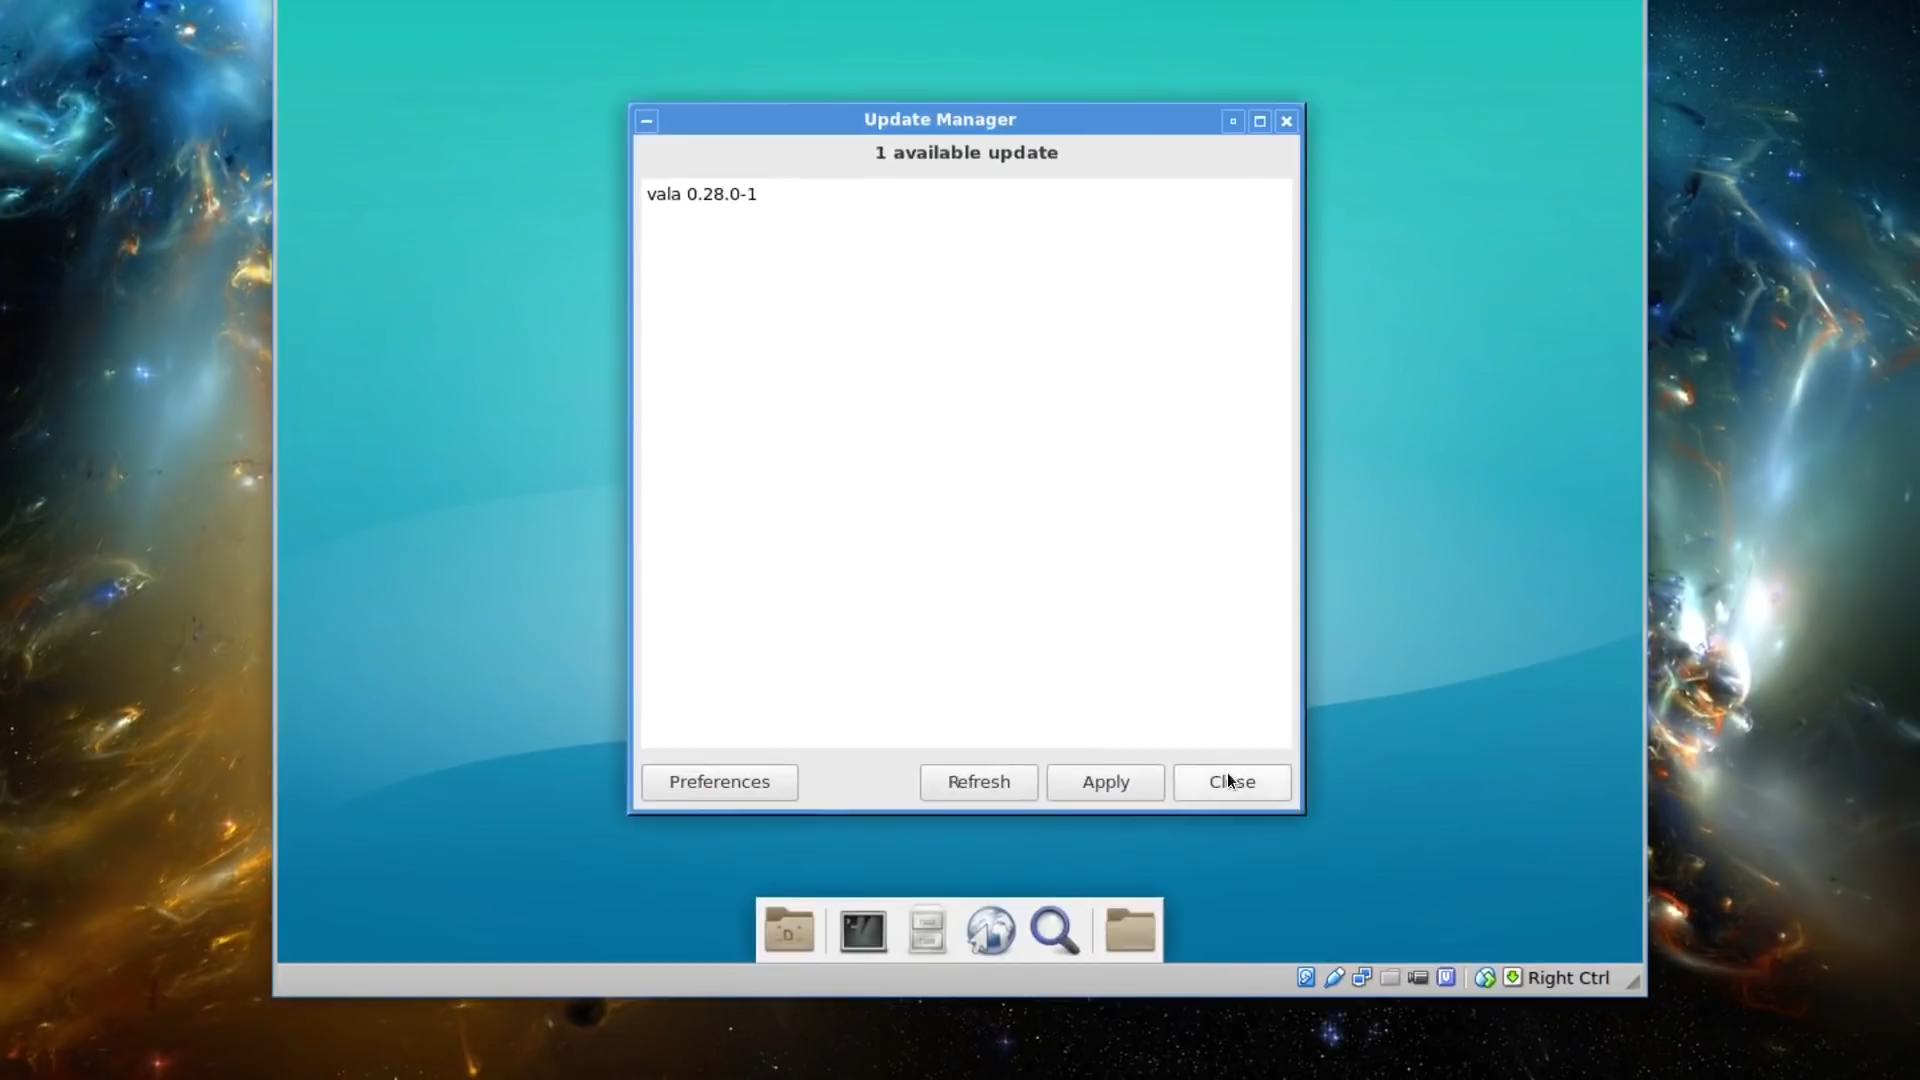 Update Manager
1 available update
vala 0.28.0-1
Preferences
Refresh
Apply
Close
Right Ctrl